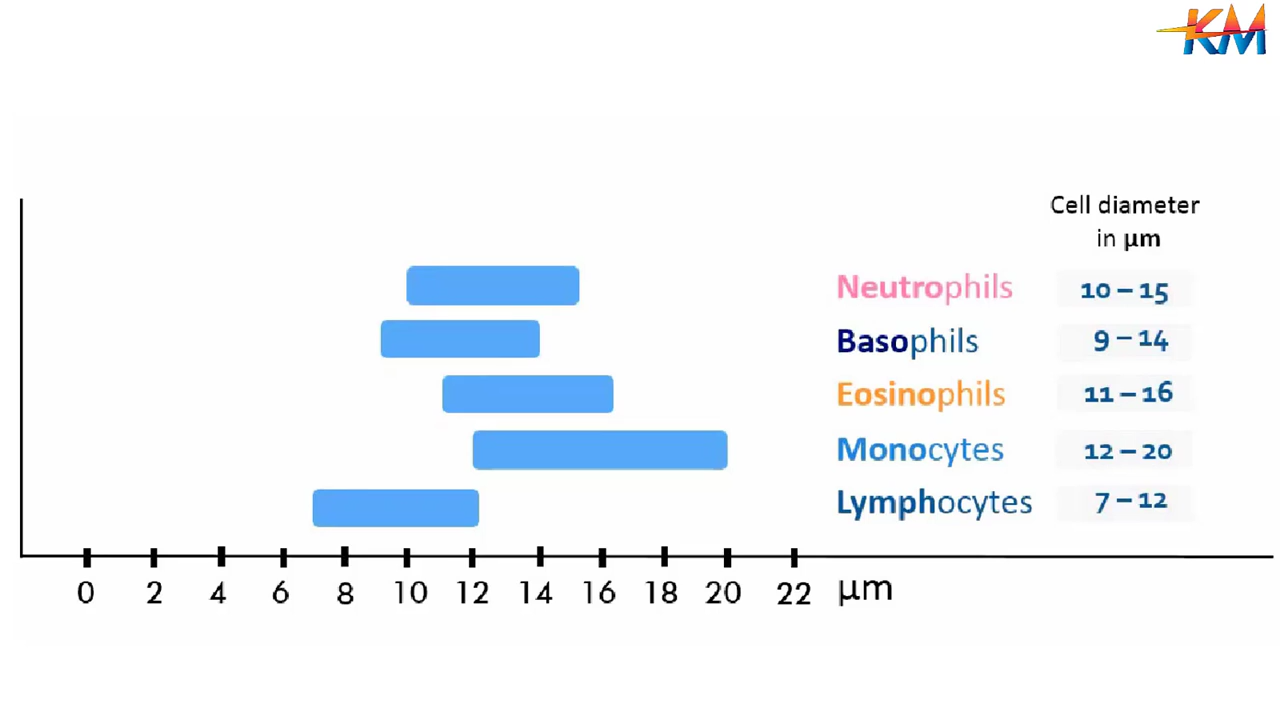 KM
Cell diameter
in µm
Neutrophils 10 – 15
Basophils 9 – 14
Eosinophils 11 – 16
Monocytes 12 – 20
Lymphocytes 7 – 12
0 2 4 6 8 10 12 14 16 18 20 22 µm